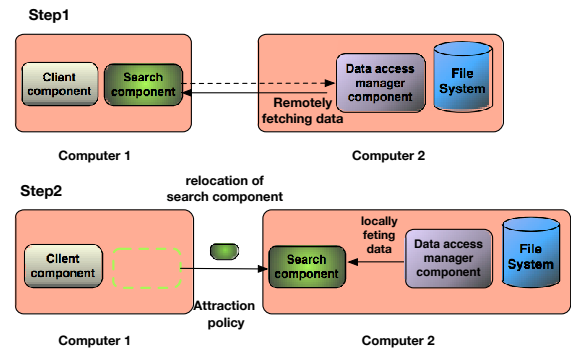 Step1
Client
component
Search
component
Data access
manager
component
File
System
Remotely
fetching data
Computer 1
Computer 2
relocation of
search component
Step2
Client
component
Attraction
policy
Search
component
locally
feting
data
Data access
manager
component
File
System
Computer 1
Computer 2